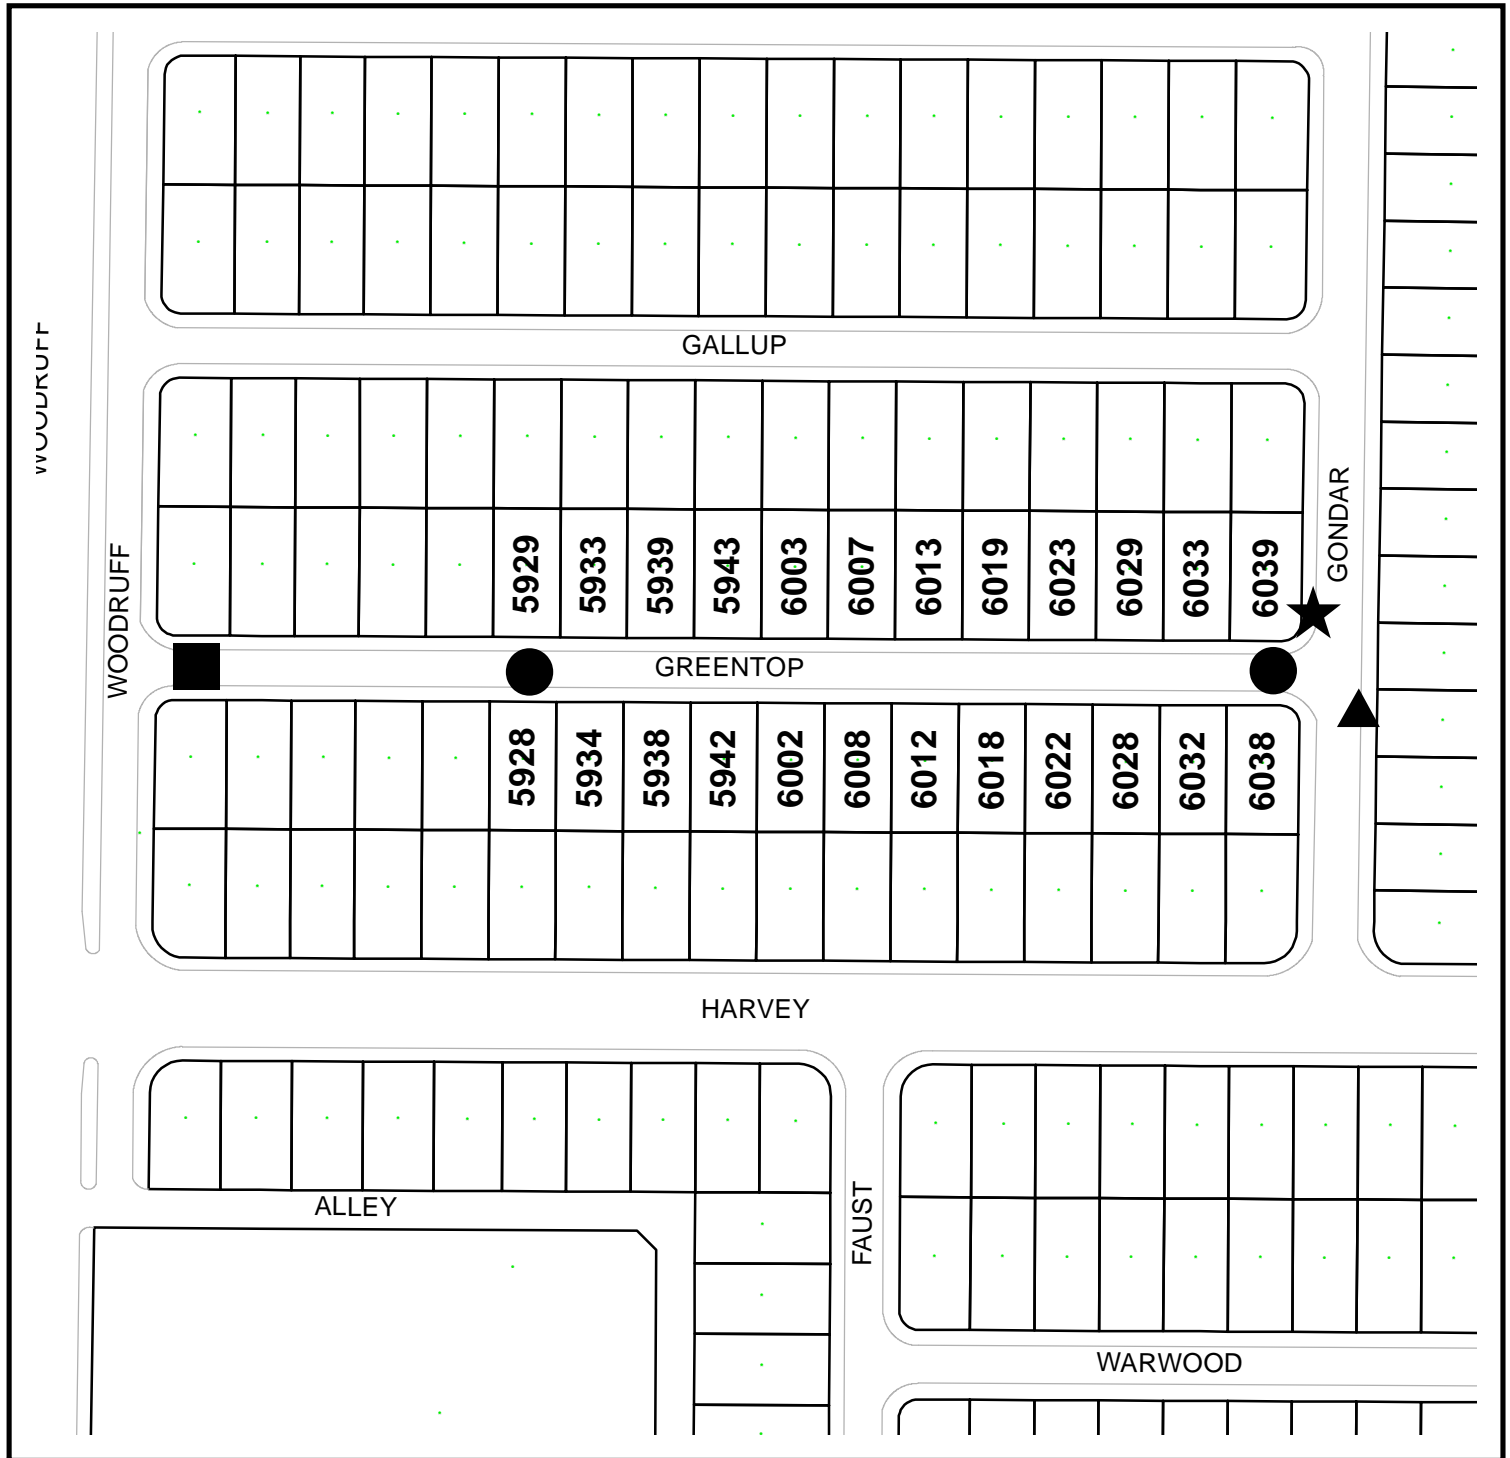 GALLUP
WOODRUFF
GONDAR
5929 5933 5939 5943 6003 6007 6013 6019 6023 6029 6033 6039
WOODRUFF
GREENTOP
5928 5934 5938 5942 6002 6008 6012 6018 6022 6028 6032 6038
HARVEY
ALLEY
FAUST
WARWOOD